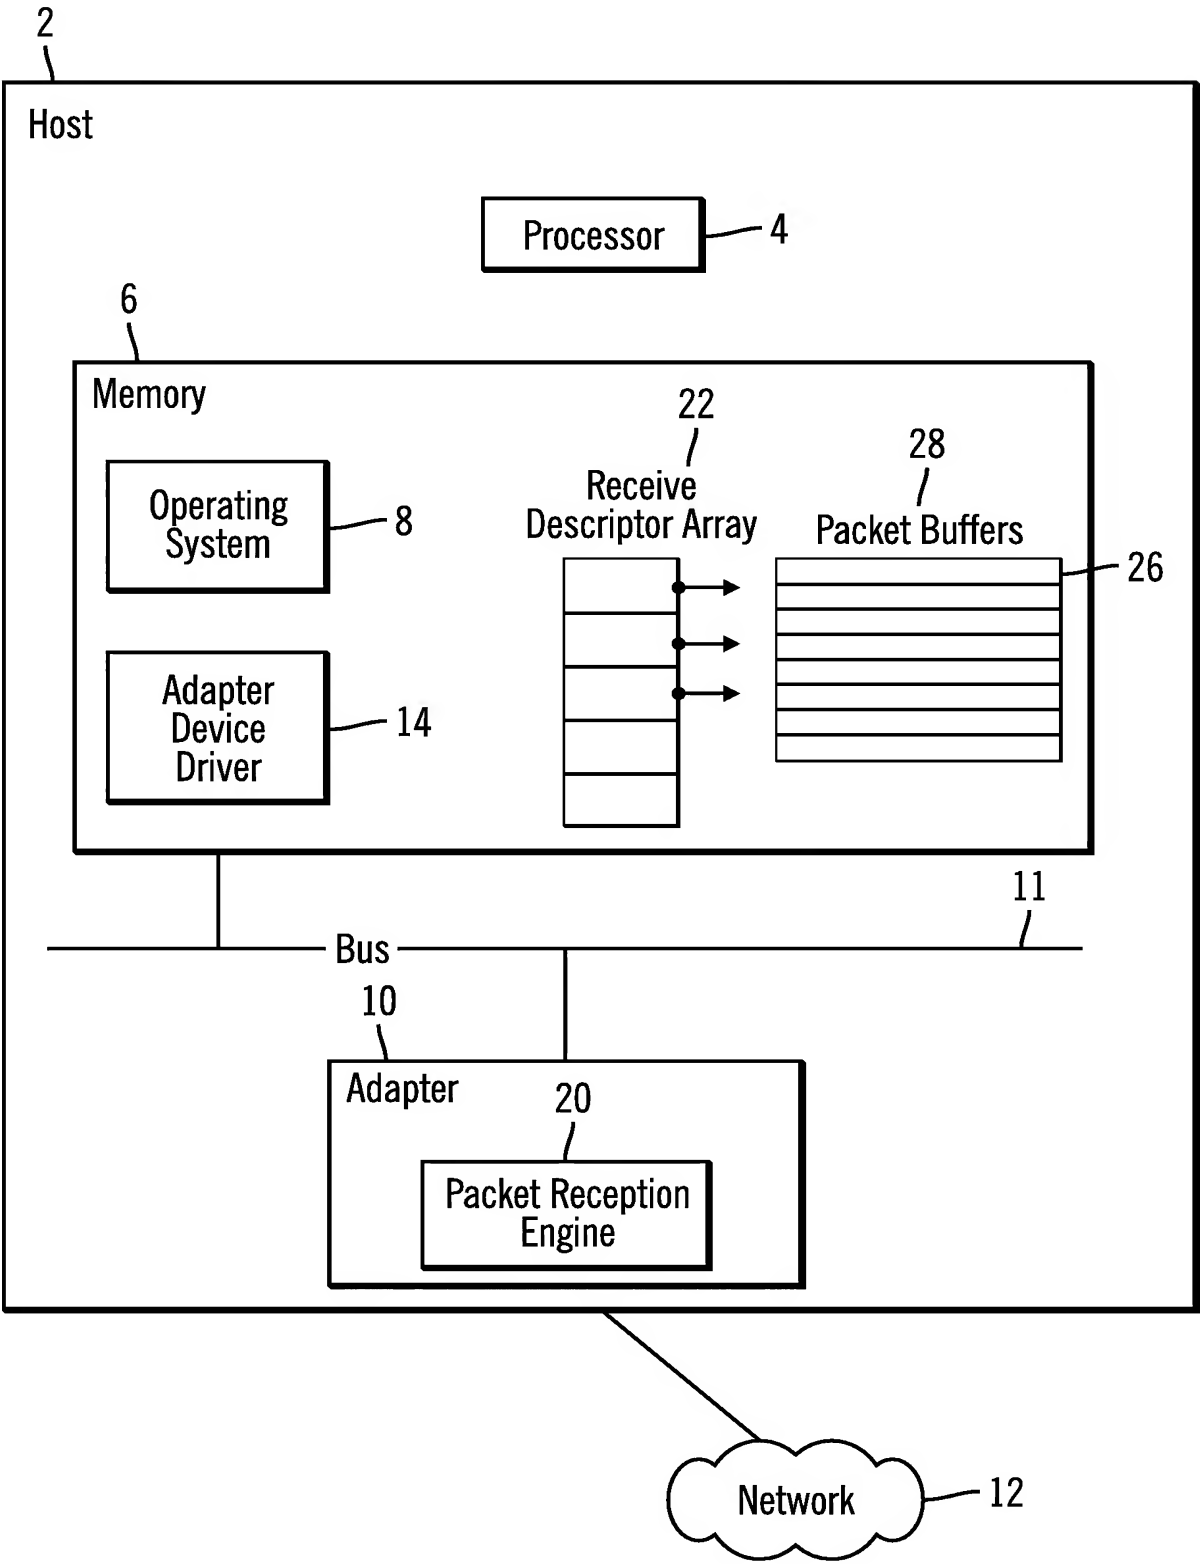 2
Host
Processor
4
6
Memory
22
28
Receive
Descriptor Array
Packet Buffers
26
Operating
System
8
Adapter
Device
Driver
14
11
Bus
10
Adapter
20
Packet Reception
Engine
Network
12